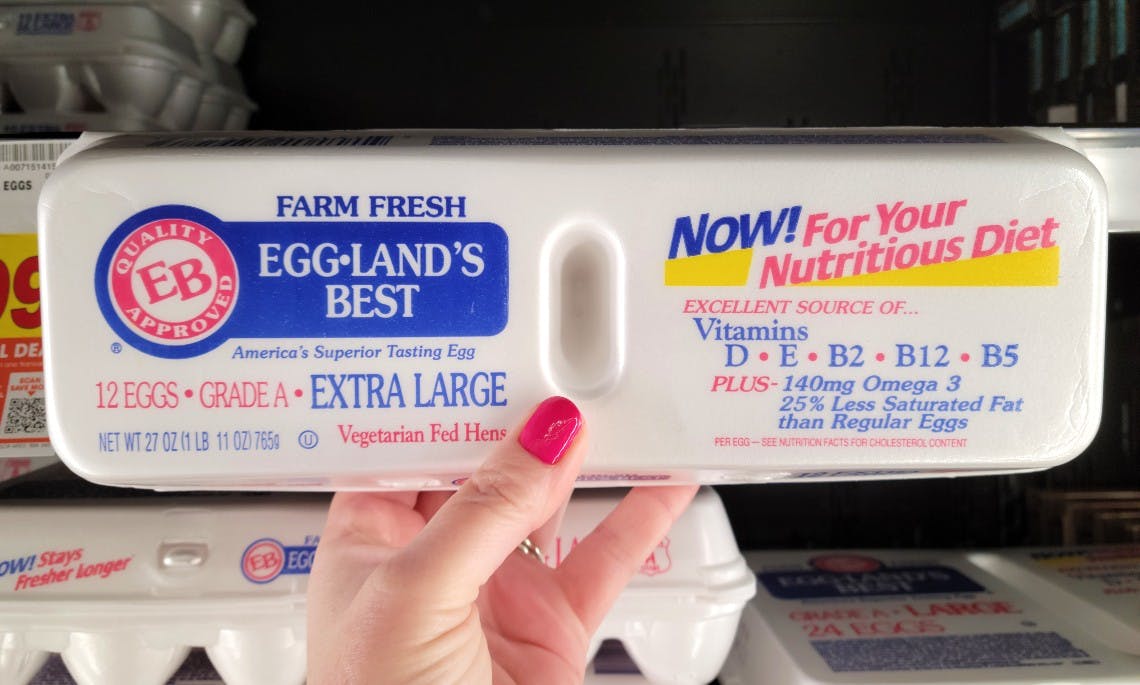 FARM FRESH
QUALITY
EB
APPROVED
®
EGG•LAND'S
BEST
America's Superior Tasting Egg
12 EGGS • GRADE A • EXTRA LARGE
NET WT 27 OZ (1 LB 11 OZ) 765g
U
Vegetarian Fed Hens
NOW! For Your
Nutritious Diet
EXCELLENT SOURCE OF...
Vitamins
D • E • B2 • B12 • B5
PLUS- 140mg Omega 3
25% Less Saturated Fat
than Regular Eggs
PER EGG — SEE NUTRITION FACTS FOR CHOLESTEROL CONTENT
EGGS
SCAN
Stays
Fresher Longer
EB
GRADE A • LARGE
24 EGGS